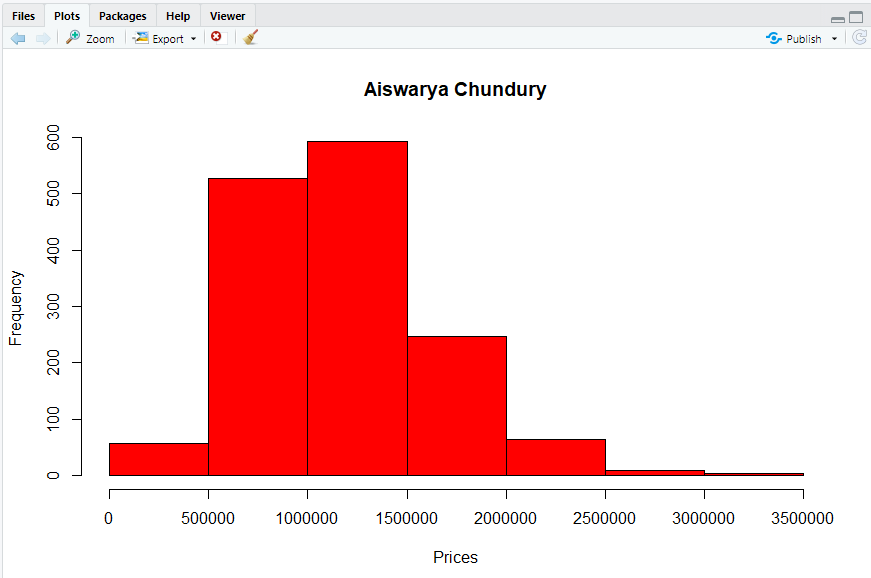 Files Plots Packages Help Viewer
Zoom Export Publish
Aiswarya Chundury
600
500
400
300
200
100
0
Frequency
0 500000 1000000 1500000 2000000 2500000 3000000 3500000
Prices